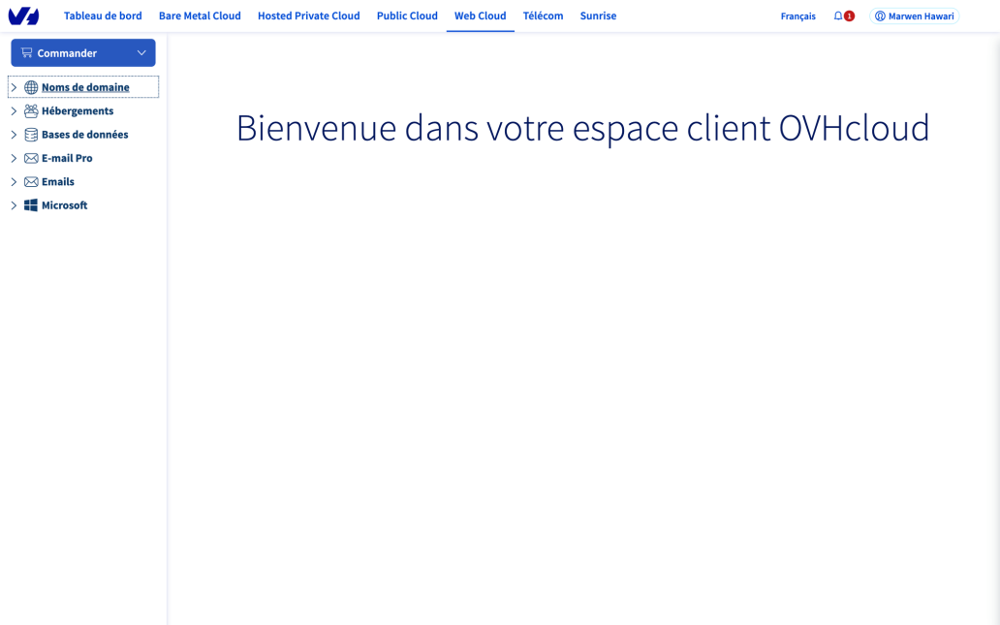 Tableau de bord Bare Metal Cloud Hosted Private Cloud Public Cloud Web Cloud Télécom Sunrise Français 1 Marwen Hawari
Commander
Noms de domaine
Hébergements
Bases de données
E-mail Pro
Emails
Microsoft
Bienvenue dans votre espace client OVHcloud